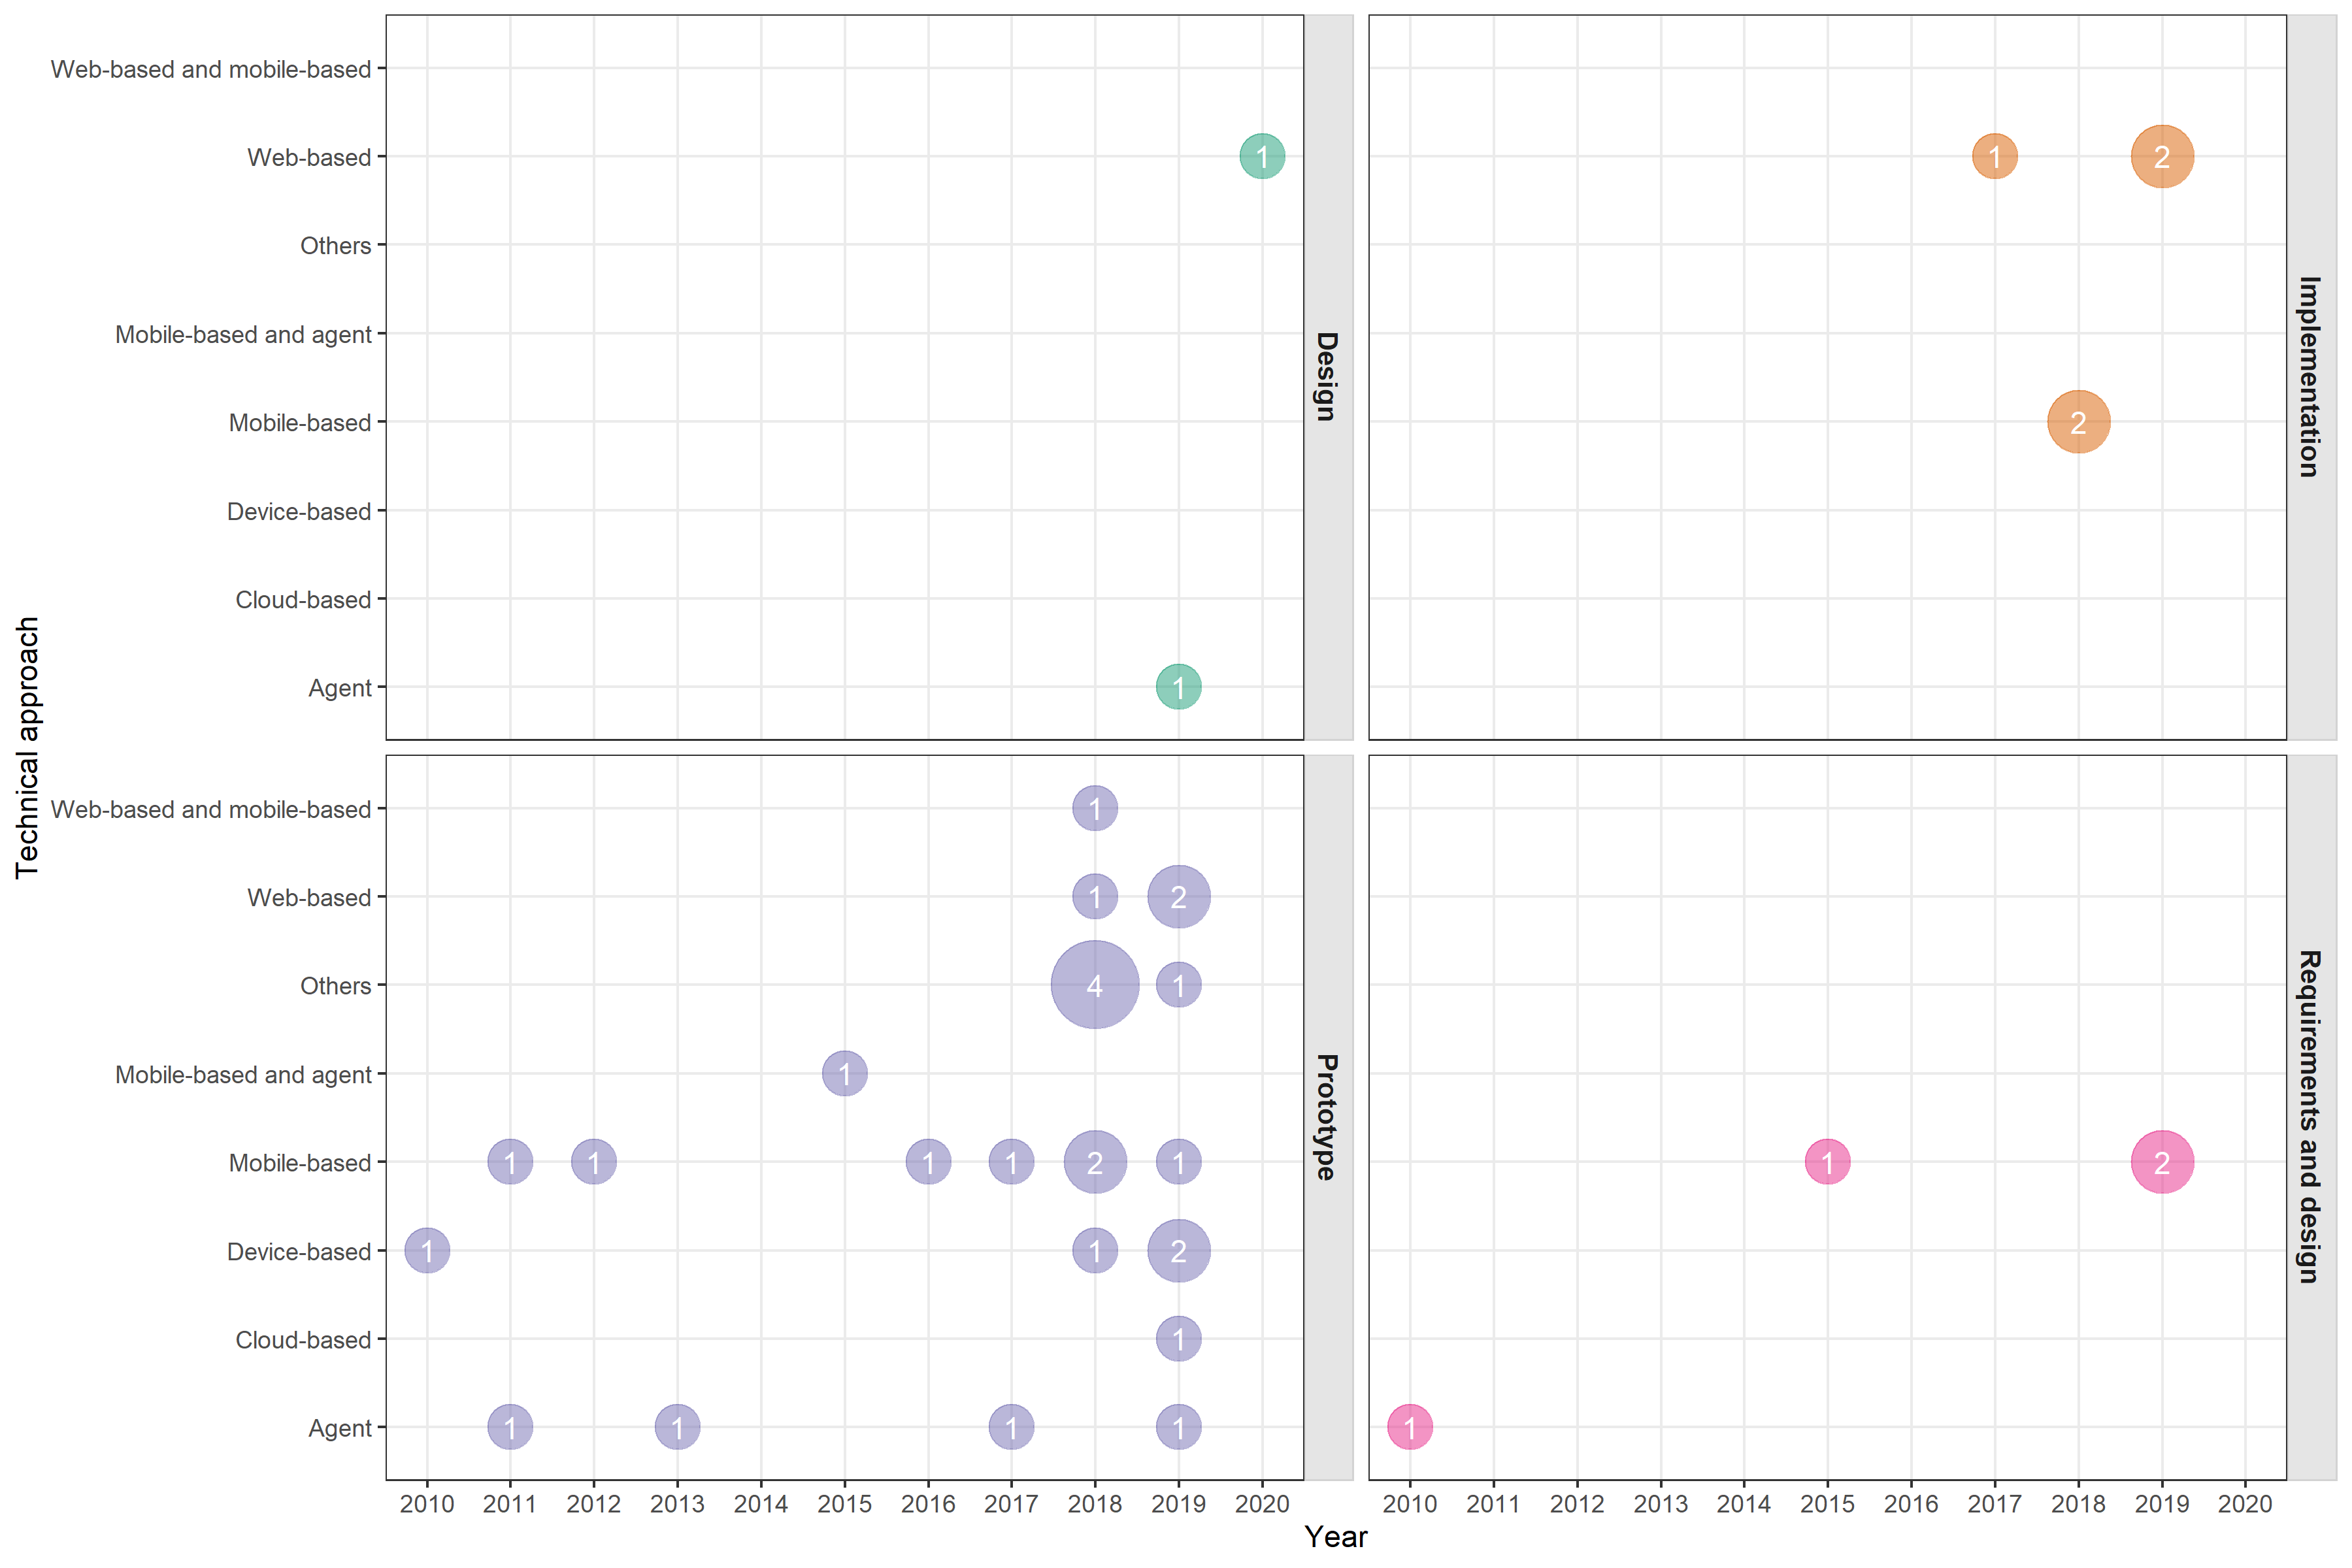 Technical approach
Web-based and mobile-based
Web-based
Others
Mobile-based and agent
Mobile-based
Device-based
Cloud-based
Agent
1
1
Design
1 2
2
Implementation
Web-based and mobile-based
Web-based
Others
Mobile-based and agent
Mobile-based
Device-based
Cloud-based
Agent
1
1 2
4 1
1
1 1 1 1 2 1
1 1 2
1
1 1 1 1
Prototype
1 2
1
Requirements and design
2010 2011 2012 2013 2014 2015 2016 2017 2018 2019 2020
2010 2011 2012 2013 2014 2015 2016 2017 2018 2019 2020
Year